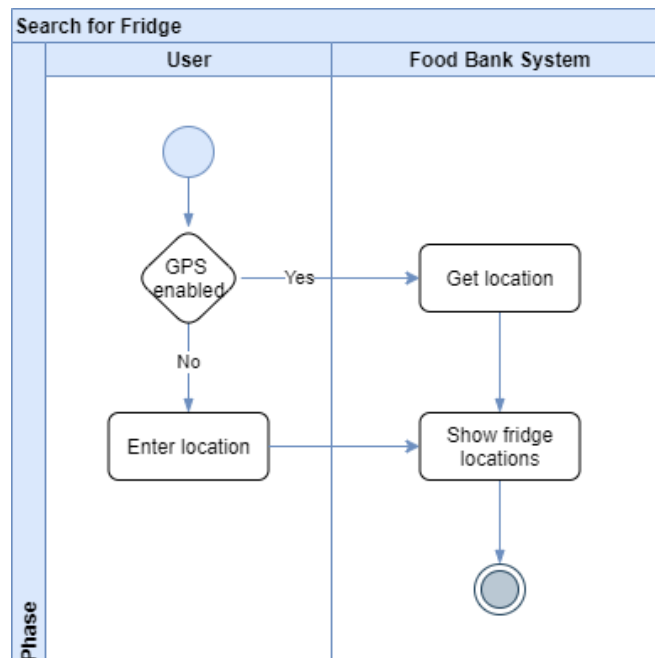 Search for Fridge
User
Food Bank System
GPS
enabled
Yes
Get location
No
Enter location
Show fridge
locations
Phase